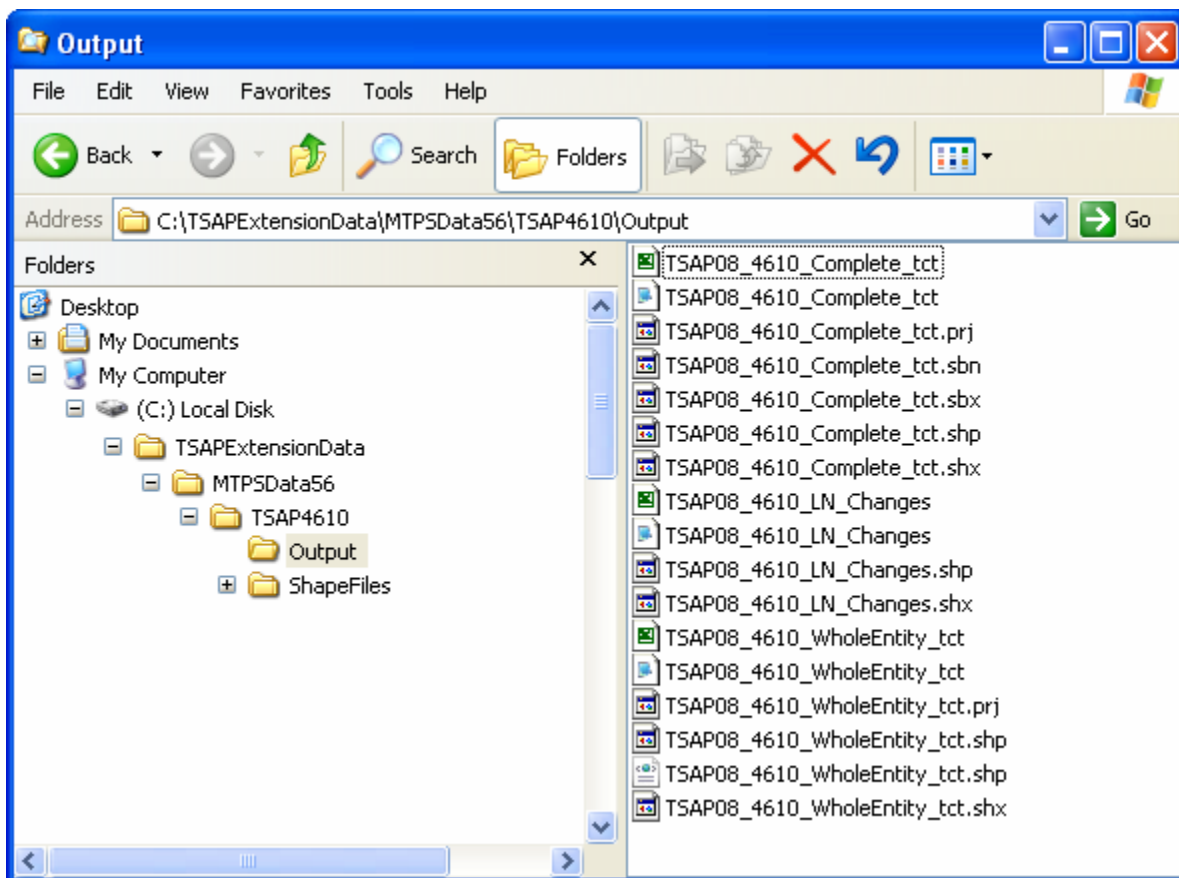 Output
File Edit View Favorites Tools Help
Back Search Folders
Address C:\TSAPExtensionData\MTPSData56\TSAP4610\Output Go
Folders
Desktop
My Documents
My Computer
(C:) Local Disk
TSAPExtensionData
MTPSData56
TSAP4610
Output
ShapeFiles
TSAP08_4610_Complete_tct
TSAP08_4610_Complete_tct
TSAP08_4610_Complete_tct.prj
TSAP08_4610_Complete_tct.sbn
TSAP08_4610_Complete_tct.sbx
TSAP08_4610_Complete_tct.shp
TSAP08_4610_Complete_tct.shx
TSAP08_4610_LN_Changes
TSAP08_4610_LN_Changes
TSAP08_4610_LN_Changes.shp
TSAP08_4610_LN_Changes.shx
TSAP08_4610_WholeEntity_tct
TSAP08_4610_WholeEntity_tct
TSAP08_4610_WholeEntity_tct.prj
TSAP08_4610_WholeEntity_tct.shp
TSAP08_4610_WholeEntity_tct.shp
TSAP08_4610_WholeEntity_tct.shx